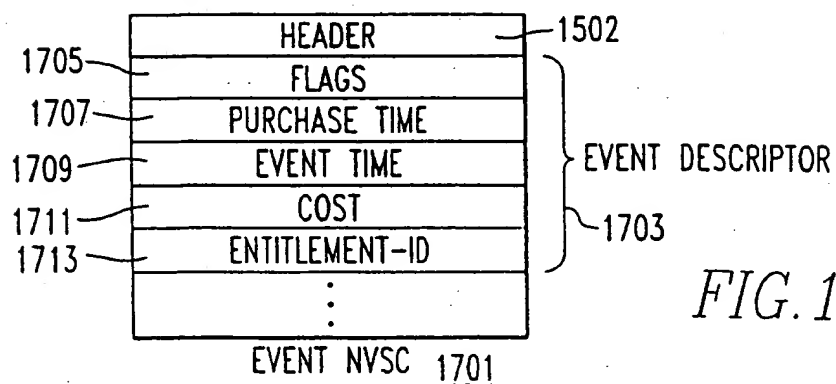 HEADER 1502
1705 FLAGS
1707 PURCHASE TIME
1709 EVENT TIME EVENT DESCRIPTOR
1711 COST
1703
1713 ENTITLEMENT-ID
FIG. 1
EVENT NVSC 1701